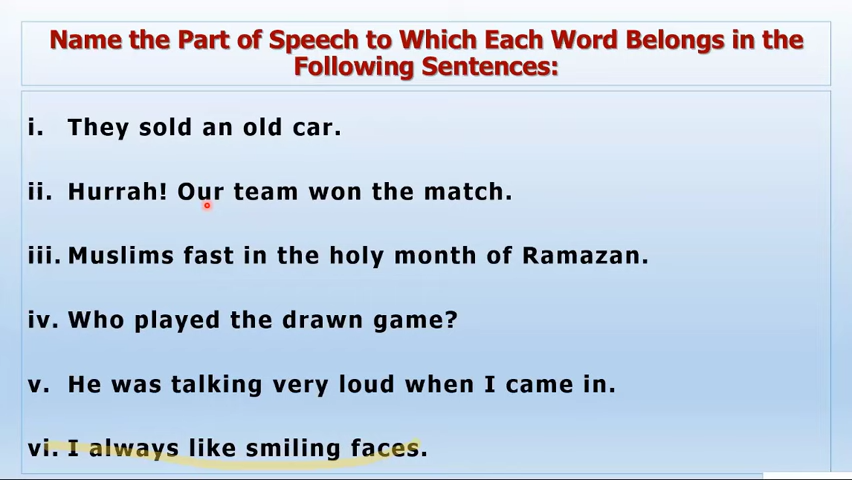 Name the Part of Speech to Which Each Word Belongs in the
Following Sentences:
i. They sold an old car.
ii. Hurrah! Our team won the match.
iii. Muslims fast in the holy month of Ramazan.
iv. Who played the drawn game?
v. He was talking very loud when I came in.
vi. I always like smiling faces.